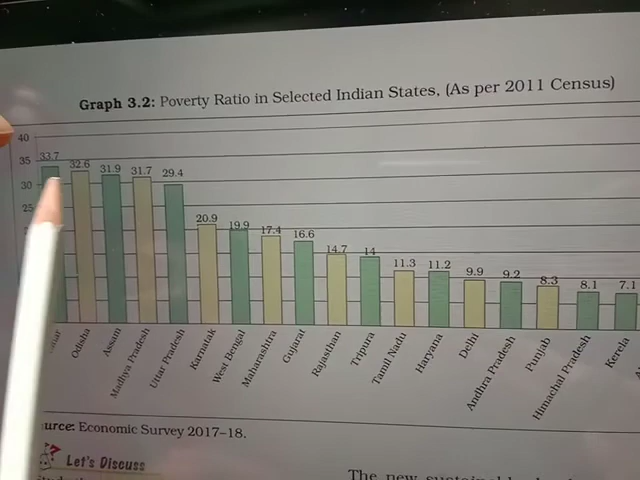 Graph 3.2: Poverty Ratio in Selected Indian States, (As per 2011 Census)
40
35
30
25
33.7 32.6 31.9 31.7 29.4 20.9 19.9 17.4 16.6 14.7 14 11.3 11.2 9.9 9.2 8.3 8.1 7.1
Odisha Assam Madhya Pradesh Uttar Pradesh Karnatak West Bengal Maharashtra Gujarat Rajasthan Tripura Tamil Nadu Haryana Delhi Andhra Pradesh Punjab Himachal Pradesh Kerela
urce: Economic Survey 2017–18.
Let's Discuss
The new